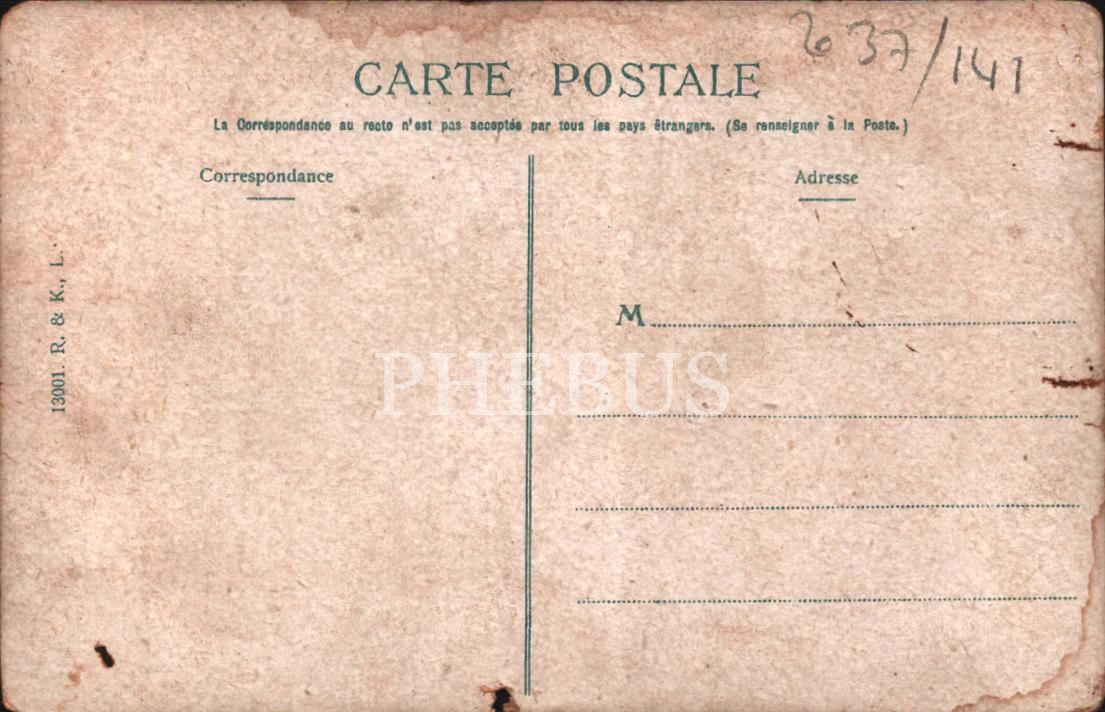 637/141
CARTE POSTALE
La Correspondance au recto n'est pas acceptée par tous les pays étrangers. (Se renseigner à la Poste.)
Correspondance
Adresse
13001. R. & K., L.
M
PHEBUS